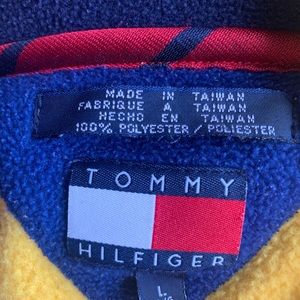 MADE IN TAIWAN
FABRIQUE A TAIWAN
HECHO EN TAIWAN
100% POLYESTER / POLIESTER
TOMMY
HILFIGER
L